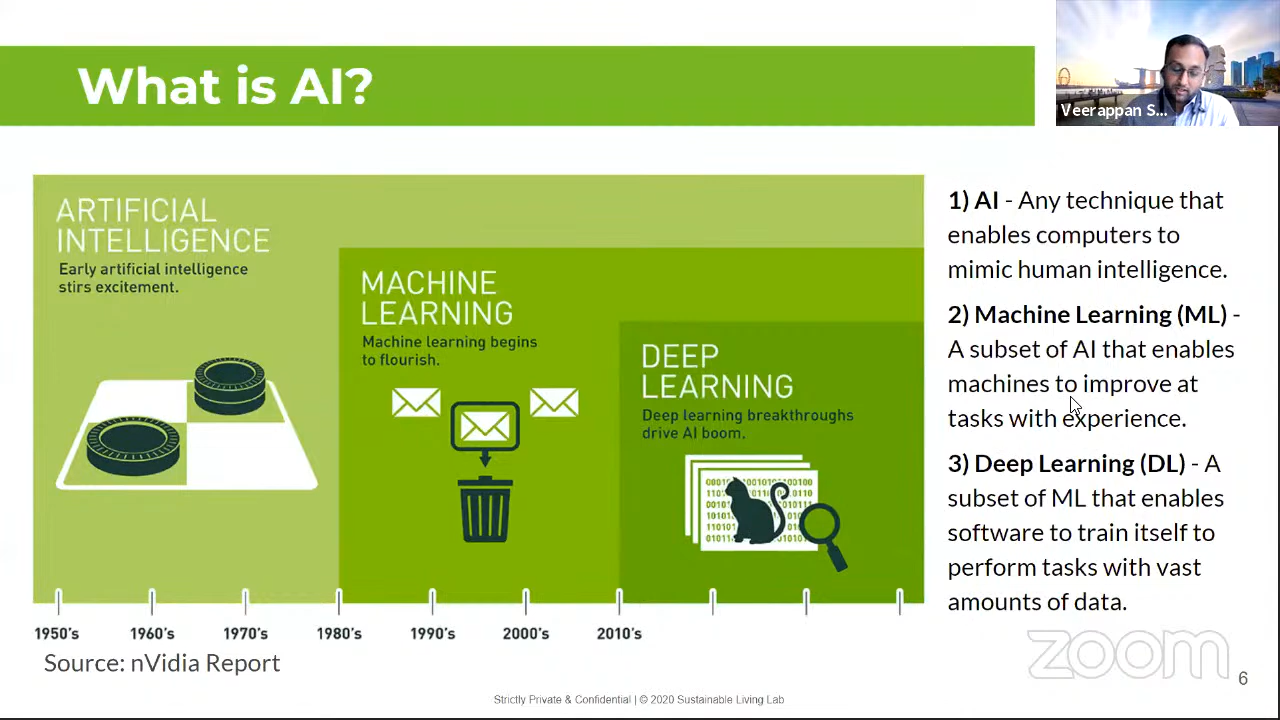 What is AI?
Veerappan S...
ARTIFICIAL
INTELLIGENCE
Early artificial intelligence
stirs excitement.
MACHINE
LEARNING
Machine learning begins
to flourish.
DEEP
LEARNING
Deep learning breakthroughs
drive AI boom.
1950's 1960's 1970's 1980's 1990's 2000's 2010's
Source: nVidia Report
1) AI - Any technique that
enables computers to
mimic human intelligence.
2) Machine Learning (ML) -
A subset of AI that enables
machines to improve at
tasks with experience.
3) Deep Learning (DL) - A
subset of ML that enables
software to train itself to
perform tasks with vast
amounts of data.
zoom
6
Strictly Private & Confidential | © 2020 Sustainable Living Lab